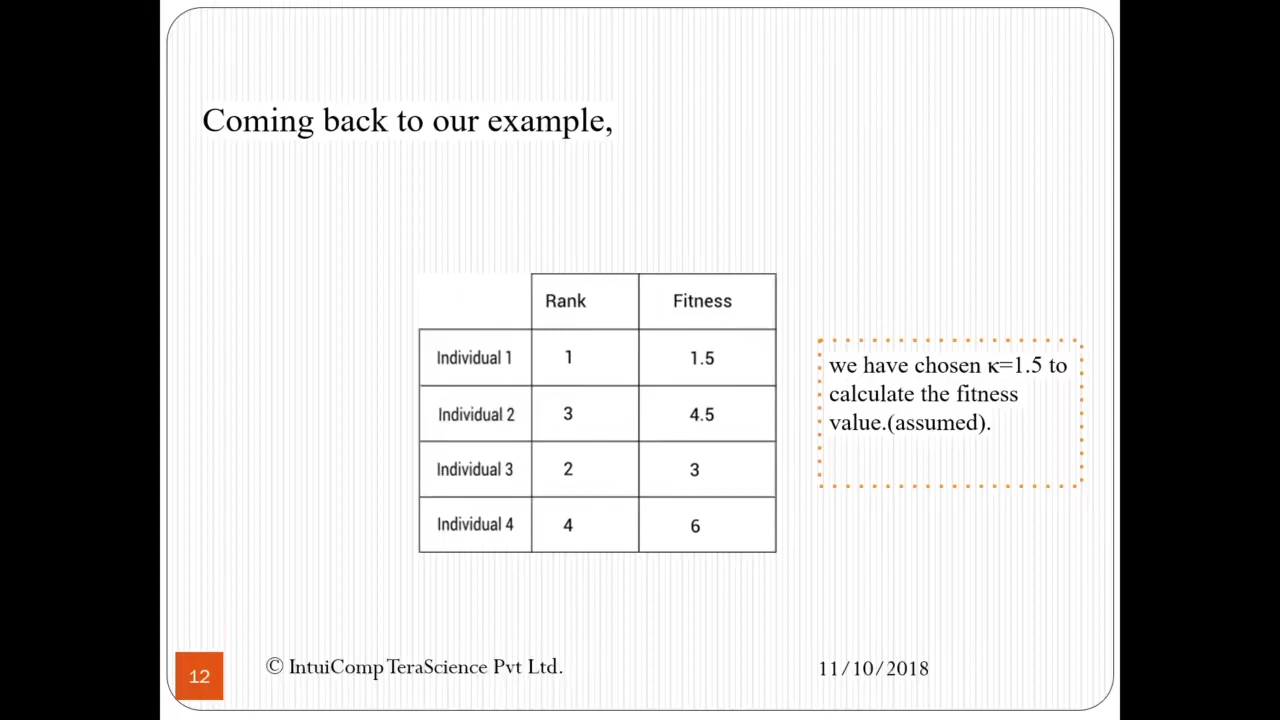 Coming back to our example,
Rank Fitness
Individual 1 1 1.5
Individual 2 3 4.5
Individual 3 2 3
Individual 4 4 6
we have chosen κ=1.5 to
calculate the fitness
value.(assumed).
12
© IntuiComp TeraScience Pvt Ltd.
11/10/2018